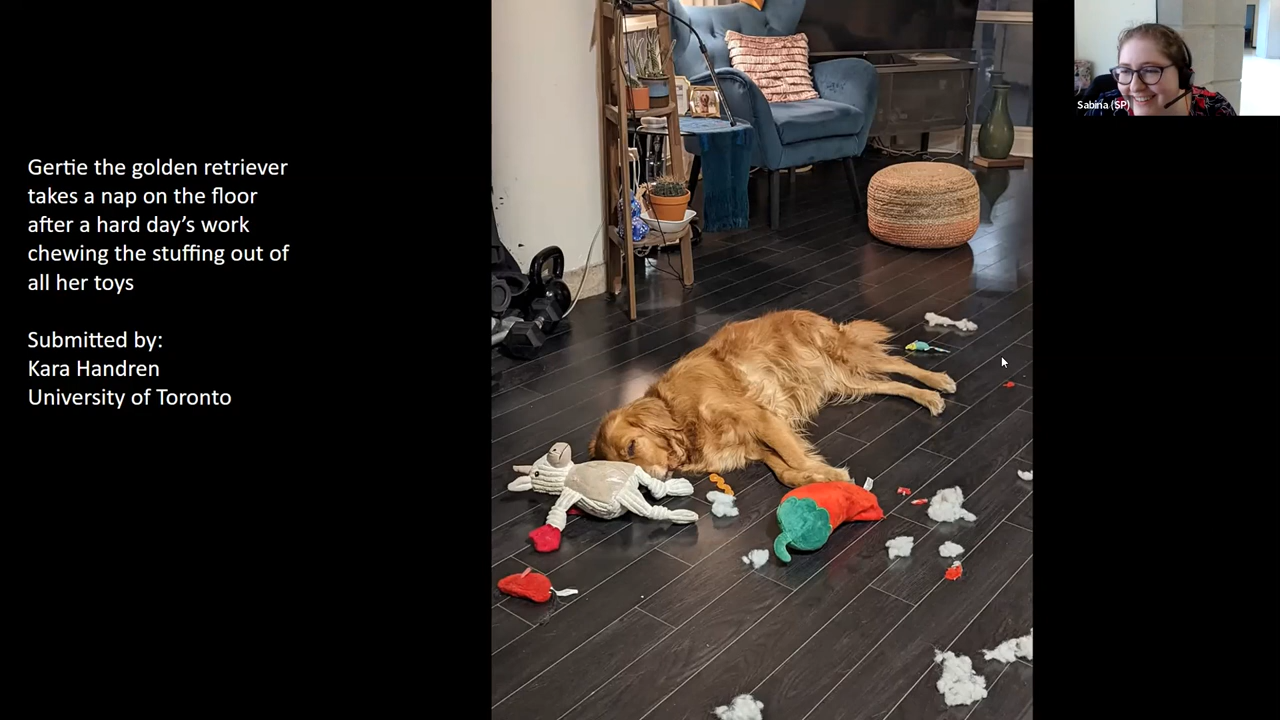 Gertie the golden retriever
takes a nap on the floor
after a hard day’s work
chewing the stuffing out of
all her toys
Submitted by:
Kara Handren
University of Toronto
Sabina (SP)